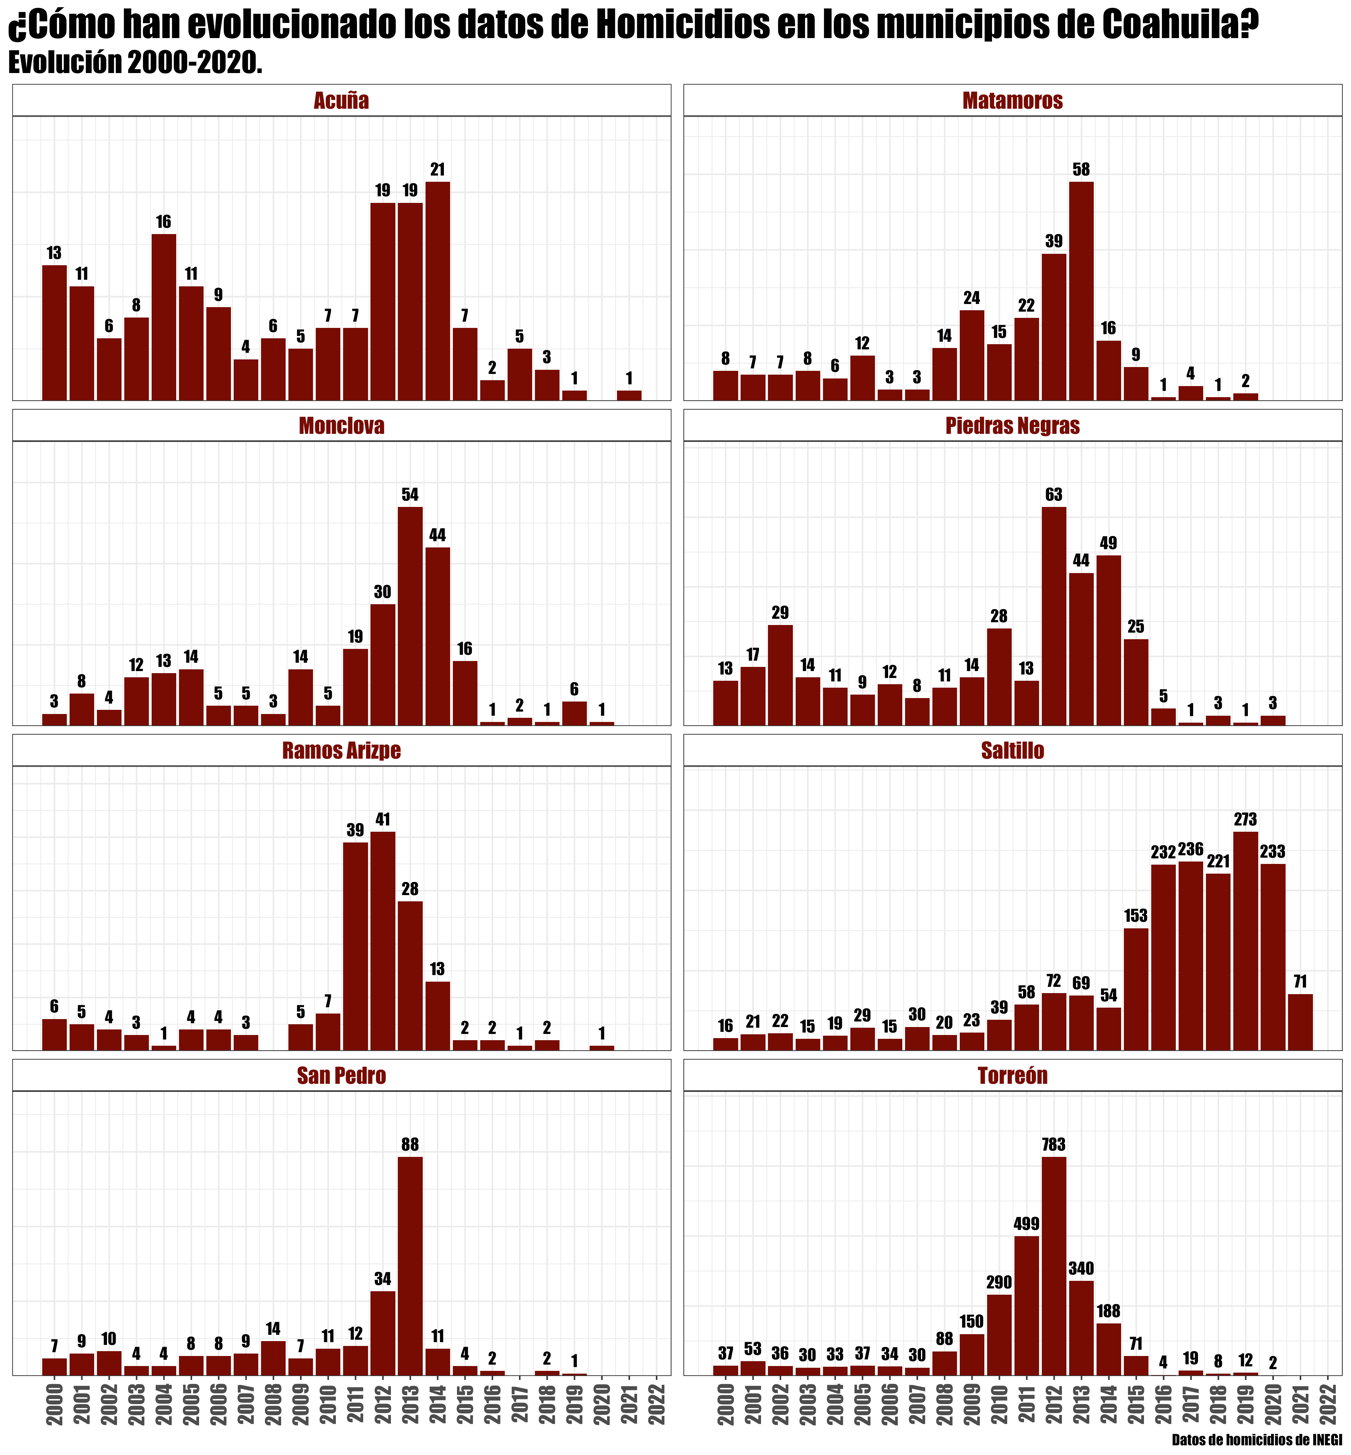 ¿Cómo han evolucionado los datos de Homicidios en los municipios de Coahuila?
Evolución 2000-2020.
Acuña
13 11 6 8 16 11 9 4 6 5 7 7 19 19 21 7 2 5 3 1 1
Matamoros
8 7 7 8 6 12 3 3 14 24 15 22 39 58 16 9 1 4 1 2
Monclova
3 8 4 12 13 14 5 5 3 14 5 19 30 54 44 16 1 2 1 6 1
Piedras Negras
13 17 29 14 11 9 12 8 11 14 28 13 63 44 49 25 5 1 3 1 3
Ramos Arizpe
6 5 4 3 1 4 4 3 5 7 39 41 28 13 2 2 1 2 1
Saltillo
16 21 22 15 19 29 15 30 20 23 39 58 72 69 54 153 232 236 221 273 233 71
San Pedro
7 9 10 4 4 8 8 9 14 7 11 12 34 88 11 4 2 2 1
Torreón
37 53 36 30 33 37 34 30 88 150 290 499 783 340 188 71 4 19 8 12 2
2000 2001 2002 2003 2004 2005 2006 2007 2008 2009 2010 2011 2012 2013 2014 2015 2016 2017 2018 2019 2020 2021 2022
2000 2001 2002 2003 2004 2005 2006 2007 2008 2009 2010 2011 2012 2013 2014 2015 2016 2017 2018 2019 2020 2021 2022
Datos de homicidios de INEGI